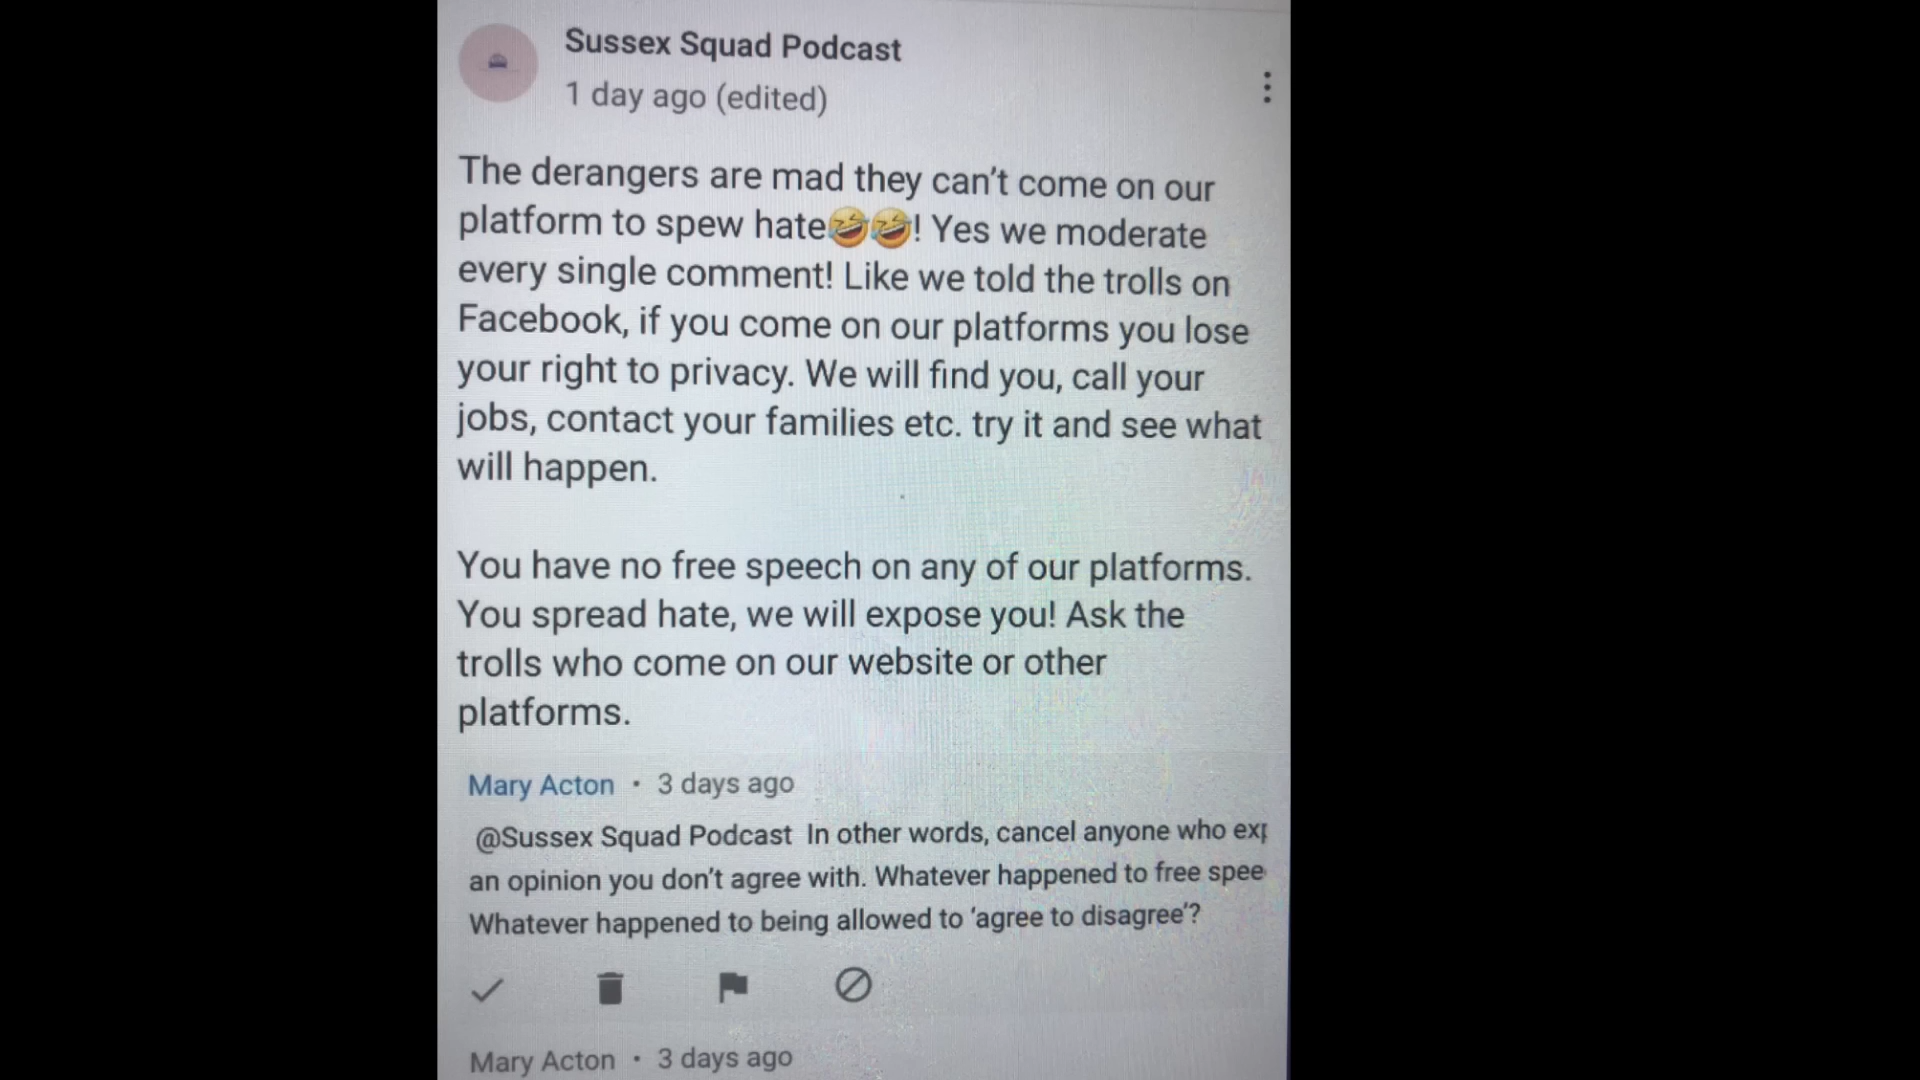 Sussex Squad Podcast
1 day ago (edited)
The derangers are mad they can't come on our
platform to spew hate🤣🤣! Yes we moderate
every single comment! Like we told the trolls on
Facebook, if you come on our platforms you lose
your right to privacy. We will find you, call your
jobs, contact your families etc. try it and see what
will happen.
You have no free speech on any of our platforms.
You spread hate, we will expose you! Ask the
trolls who come on our website or other
platforms.
Mary Acton · 3 days ago
@Sussex Squad Podcast In other words, cancel anyone who
an opinion you don't agree with. Whatever happened to free
Whatever happened to being allowed to 'agree to disagree'?
Mary Acton · 3 days ago